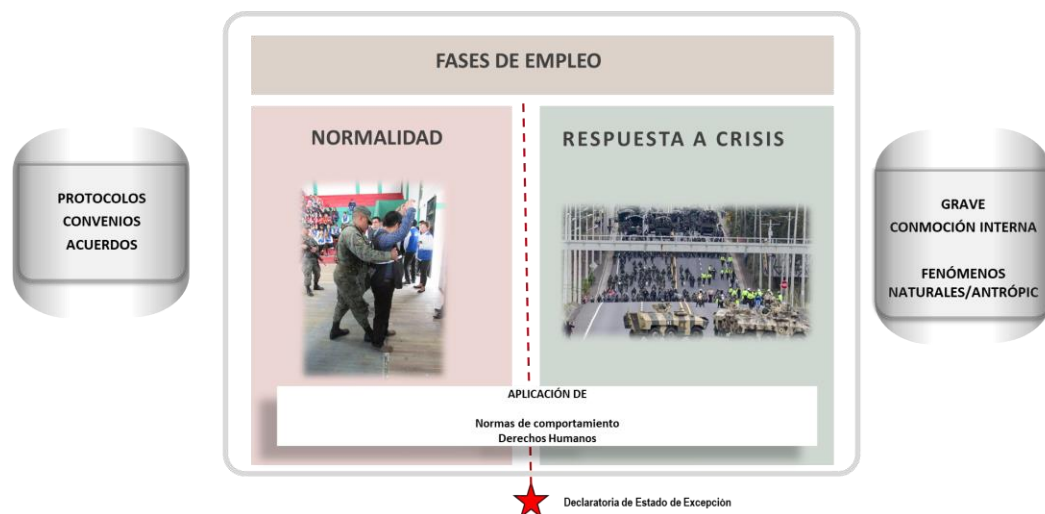 FASES DE EMPLEO
PROTOCOLOS
CONVENIOS
ACUERDOS
NORMALIDAD
RESPUESTA A CRISIS
GRAVE
CONMOCIÓN INTERNA
FENÓMENOS
NATURALES/ANTRÓPIC
APLICACIÓN DE
Normas de comportamiento
Derechos Humanos
Declaratoria de Estado de Excepción